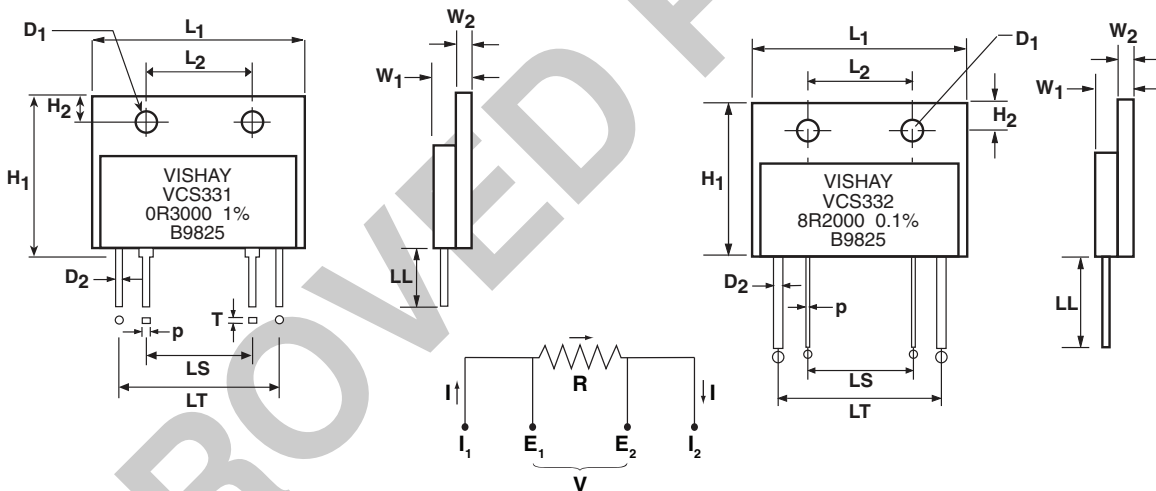 D1
L1
L2
H2
H1
VISHAY
VCS331
0R3000 1%
B9825
D2
T
p
LS
LT
W2
W1
LL
I
R
I
I1
E1
E2
I2
V
L1
L2
D1
H2
H1
VISHAY
VCS332
8R2000 0.1%
B9825
D2
p
LS
LT
W2
W1
LL